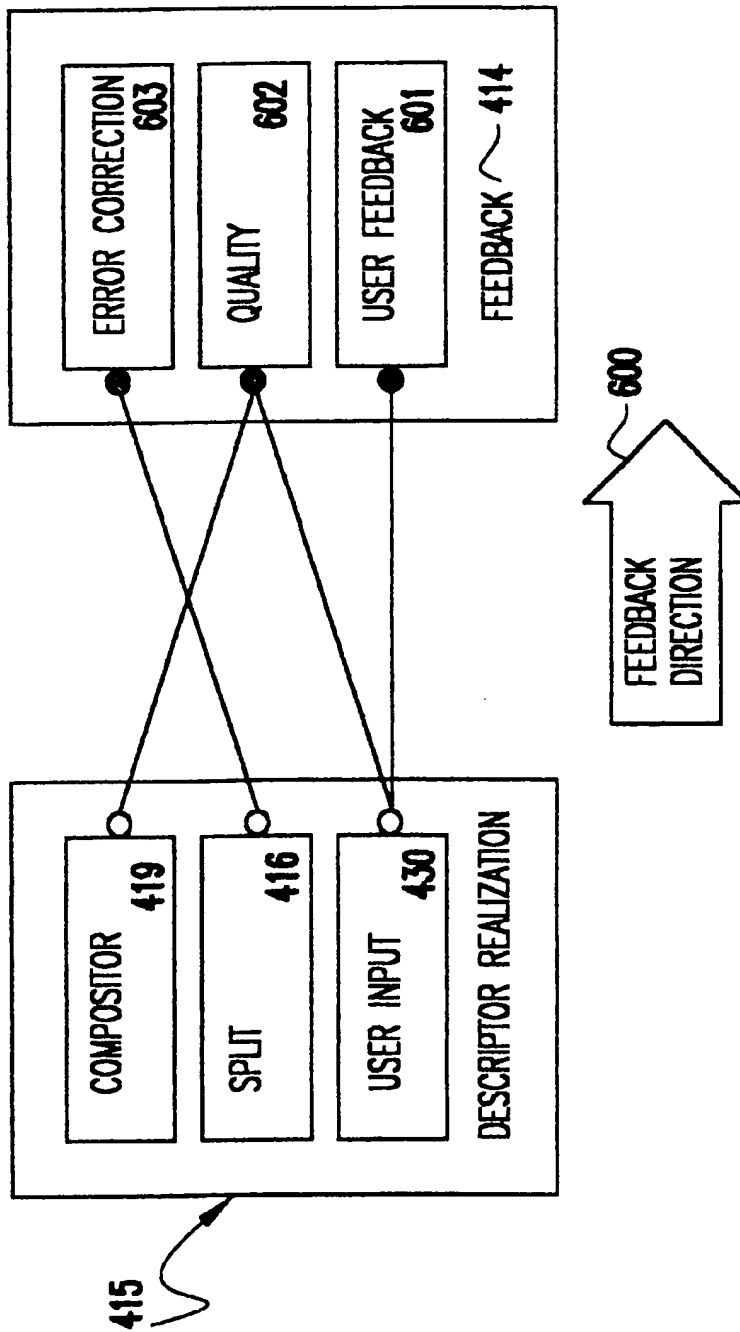 415
COMPOSITOR
419
SPLIT
416
USER INPUT
430
DESCRIPTOR REALIZATION
ERROR CORRECTION
603
QUALITY
602
USER FEEDBACK
601
FEEDBACK 414
FEEDBACK
DIRECTION
600